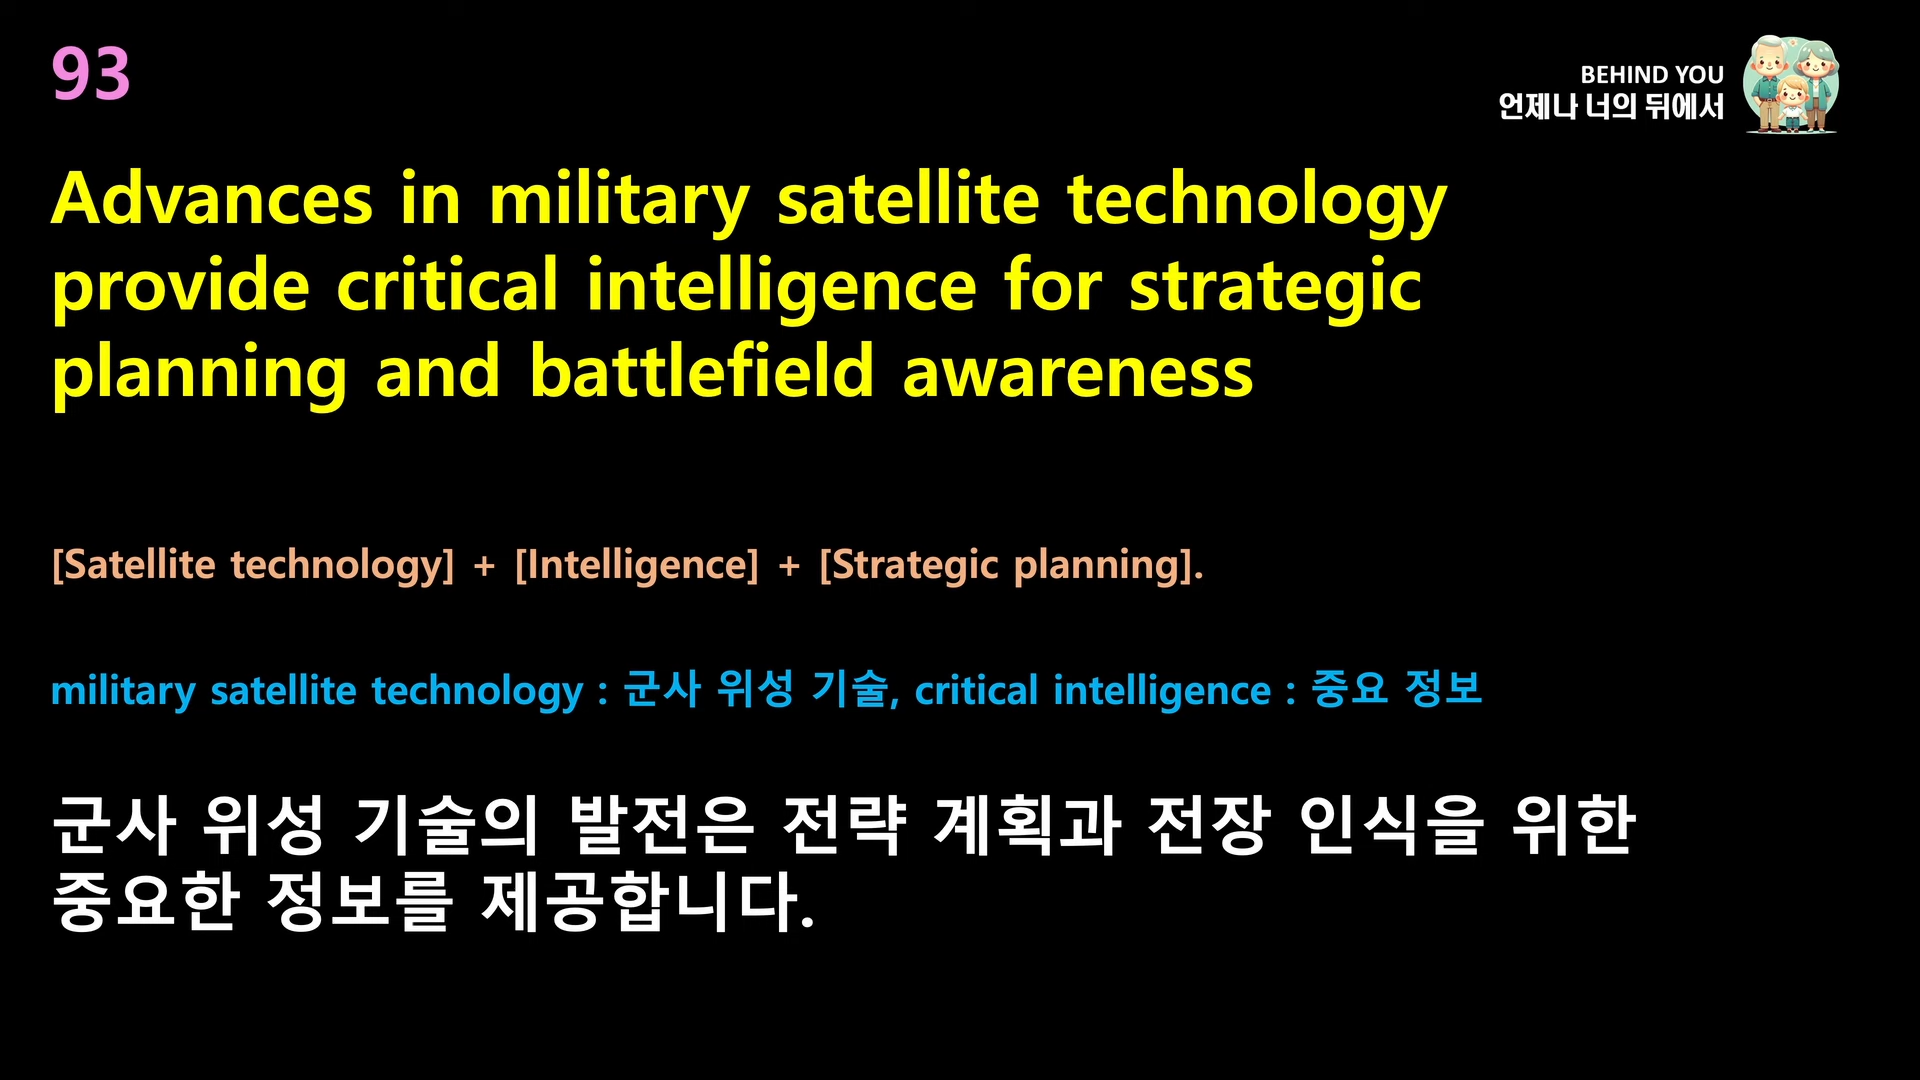 93
BEHIND YOU
언제나 너의 뒤에서
Advances in military satellite technology
provide critical intelligence for strategic
planning and battlefield awareness
[Satellite technology] + [Intelligence] + [Strategic planning].
military satellite technology : 군사 위성 기술, critical intelligence : 중요 정보
군사 위성 기술의 발전은 전략 계획과 전장 인식을 위한
중요한 정보를 제공합니다.